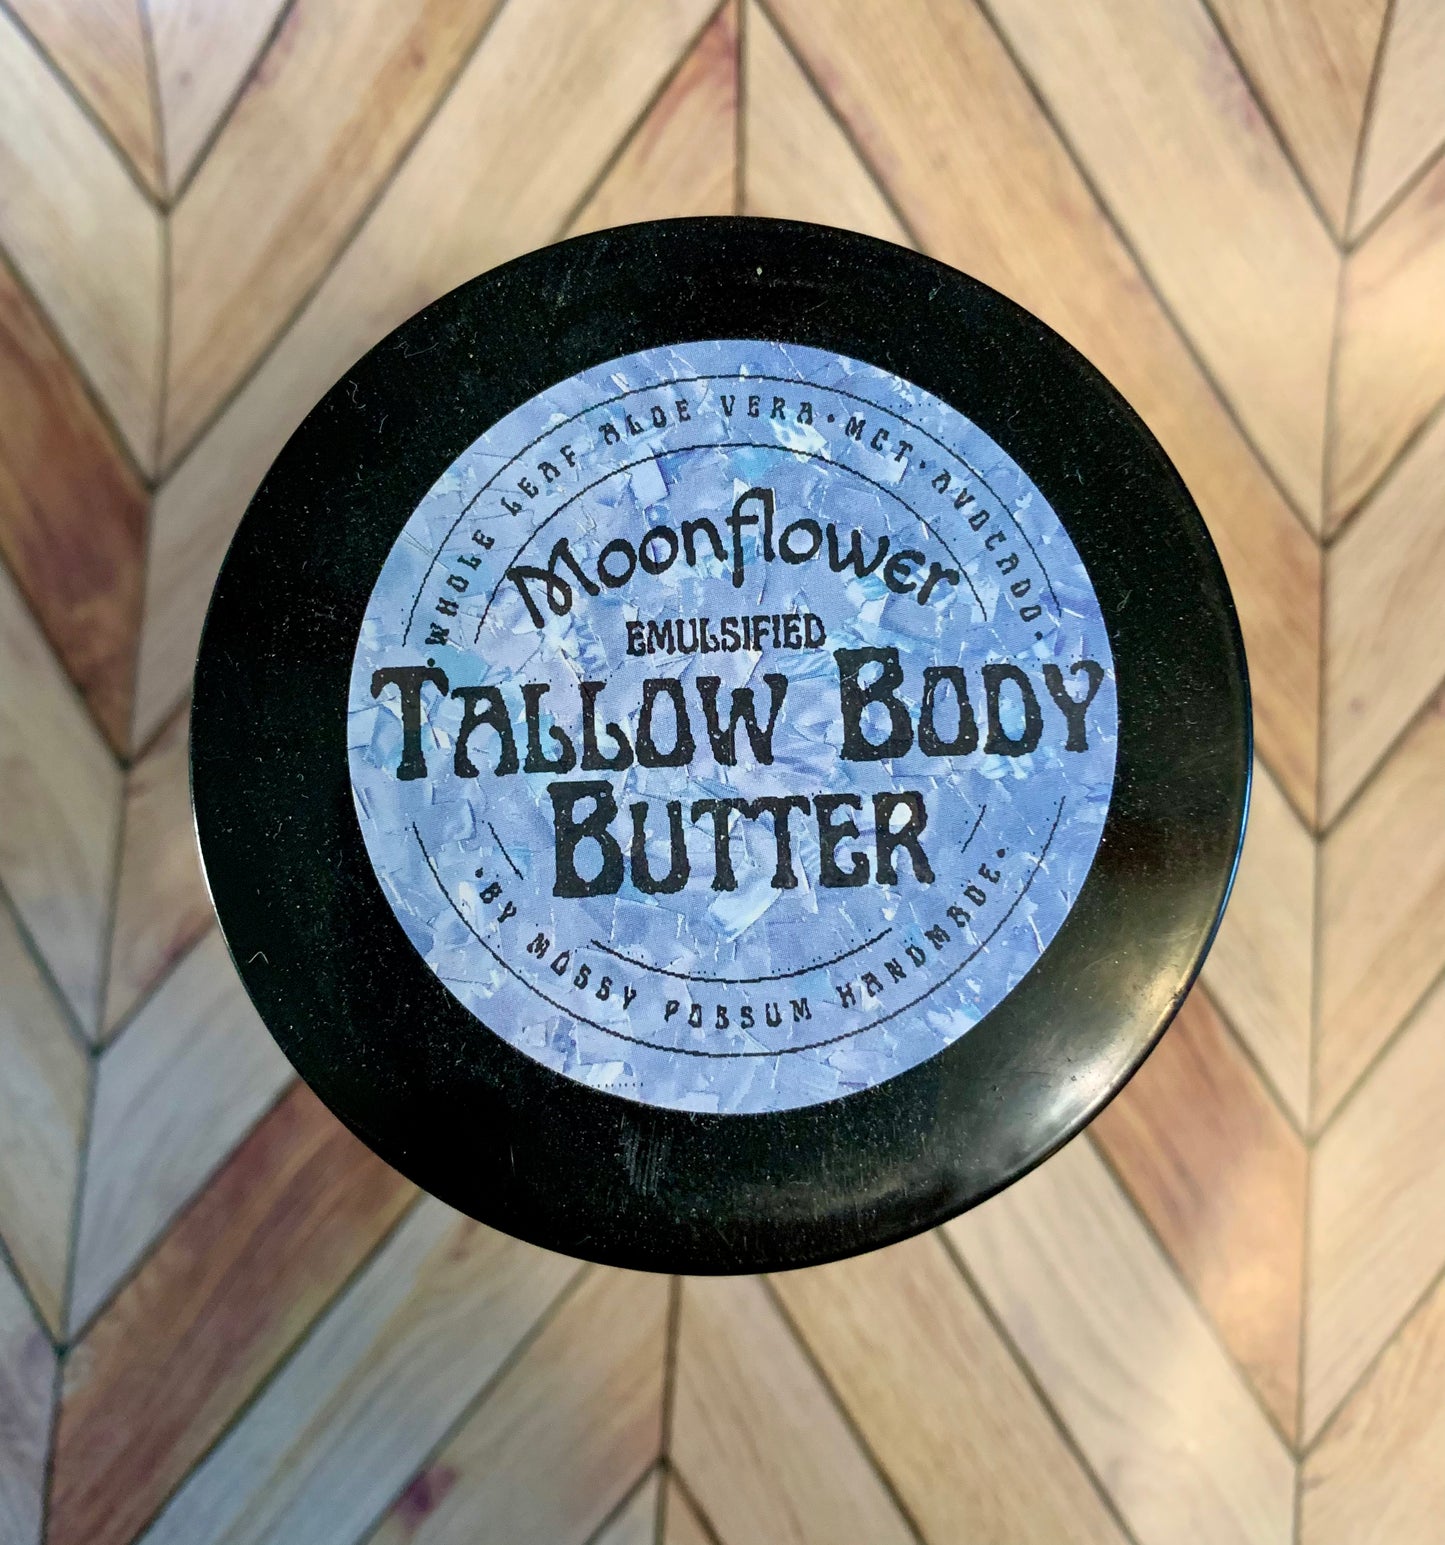 •WHOLE LEAF ALOE VERA•MCT•AVOCADO•
Moonflower
EMULSIFIED
TALLOW BODY
BUTTER
•BY MOSSY POSSUM HANDMADE•